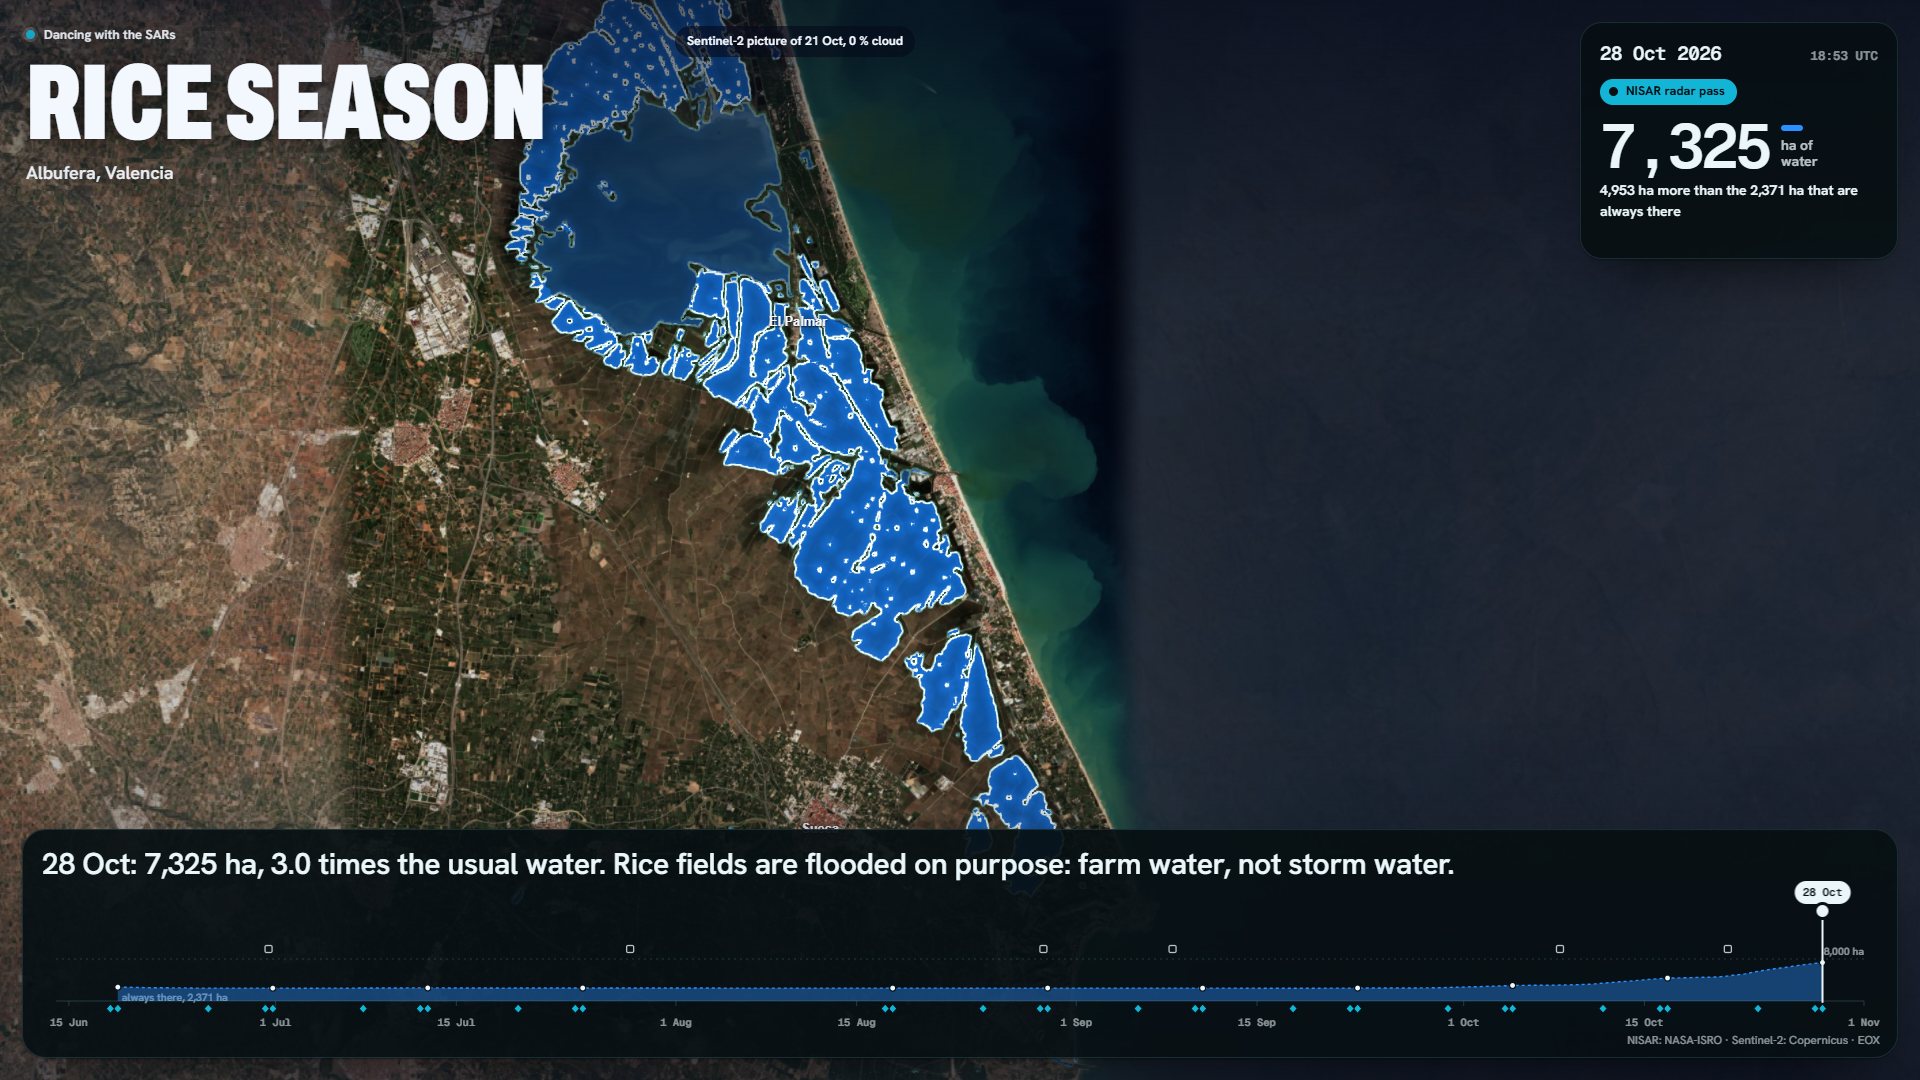 Dancing with the SARs
RICE SEASON
Albufera, Valencia
Sentinel-2 picture of 21 Oct, 0 % cloud
28 Oct 2026
18:53 UTC
NISAR radar pass
7,325
ha of
water
4,953 ha more than the 2,371 ha that are
always there
El Palmar
Sueca
28 Oct: 7,325 ha, 3.0 times the usual water. Rice fields are flooded on purpose: farm water, not storm water.
28 Oct
8,000 ha
always there, 2,371 ha
15 Jun
1 Jul
15 Jul
1 Aug
15 Aug
1 Sep
15 Sep
1 Oct
15 Oct
1 Nov
NISAR: NASA-ISRO · Sentinel-2: Copernicus · EOX